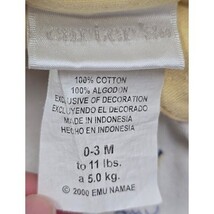 100% COTTON
100% ALGODON
EXCLUSIVE OF DECORATION
EXCLUYENDO EL DECORADO
MADE IN INDONESIA
HECHO EN INDONESIA
0-3 M
to 11 lbs.
a 5.0 kg.
© 2000 EMU NAMAE